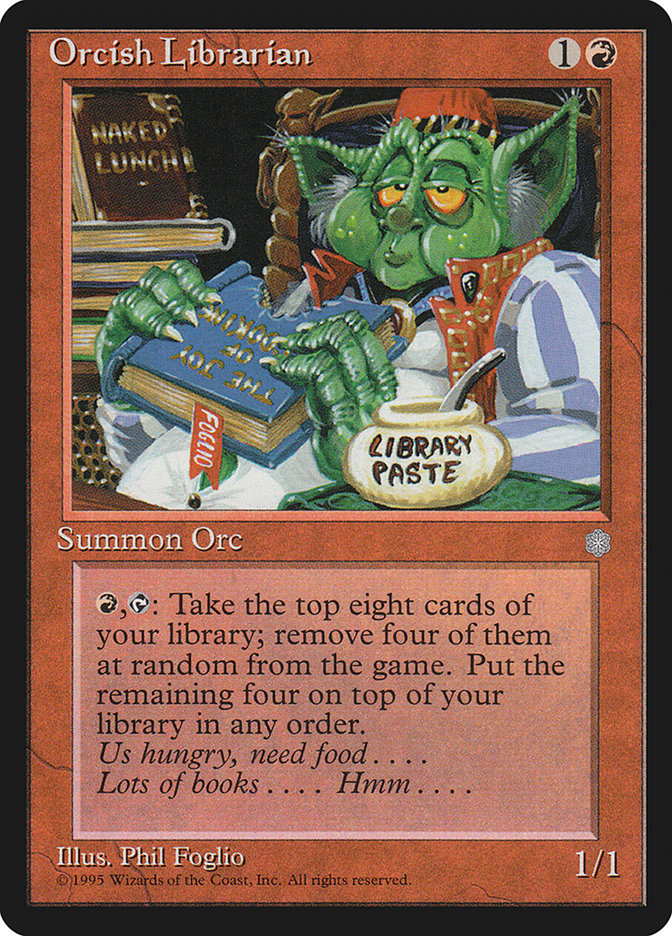 Orcish Librarian
1
NAKED
LUNCH
THE JOY
OF
COOKING
FOGLIO
LIBRARY
PASTE
Summon Orc
,: Take the top eight cards of
your library; remove four of them
at random from the game. Put the
remaining four on top of your
library in any order.
Us hungry, need food . . . .
Lots of books . . . . Hmm . . . .
Illus. Phil Foglio
1/1
©1995 Wizards of the Coast, Inc. All rights reserved.